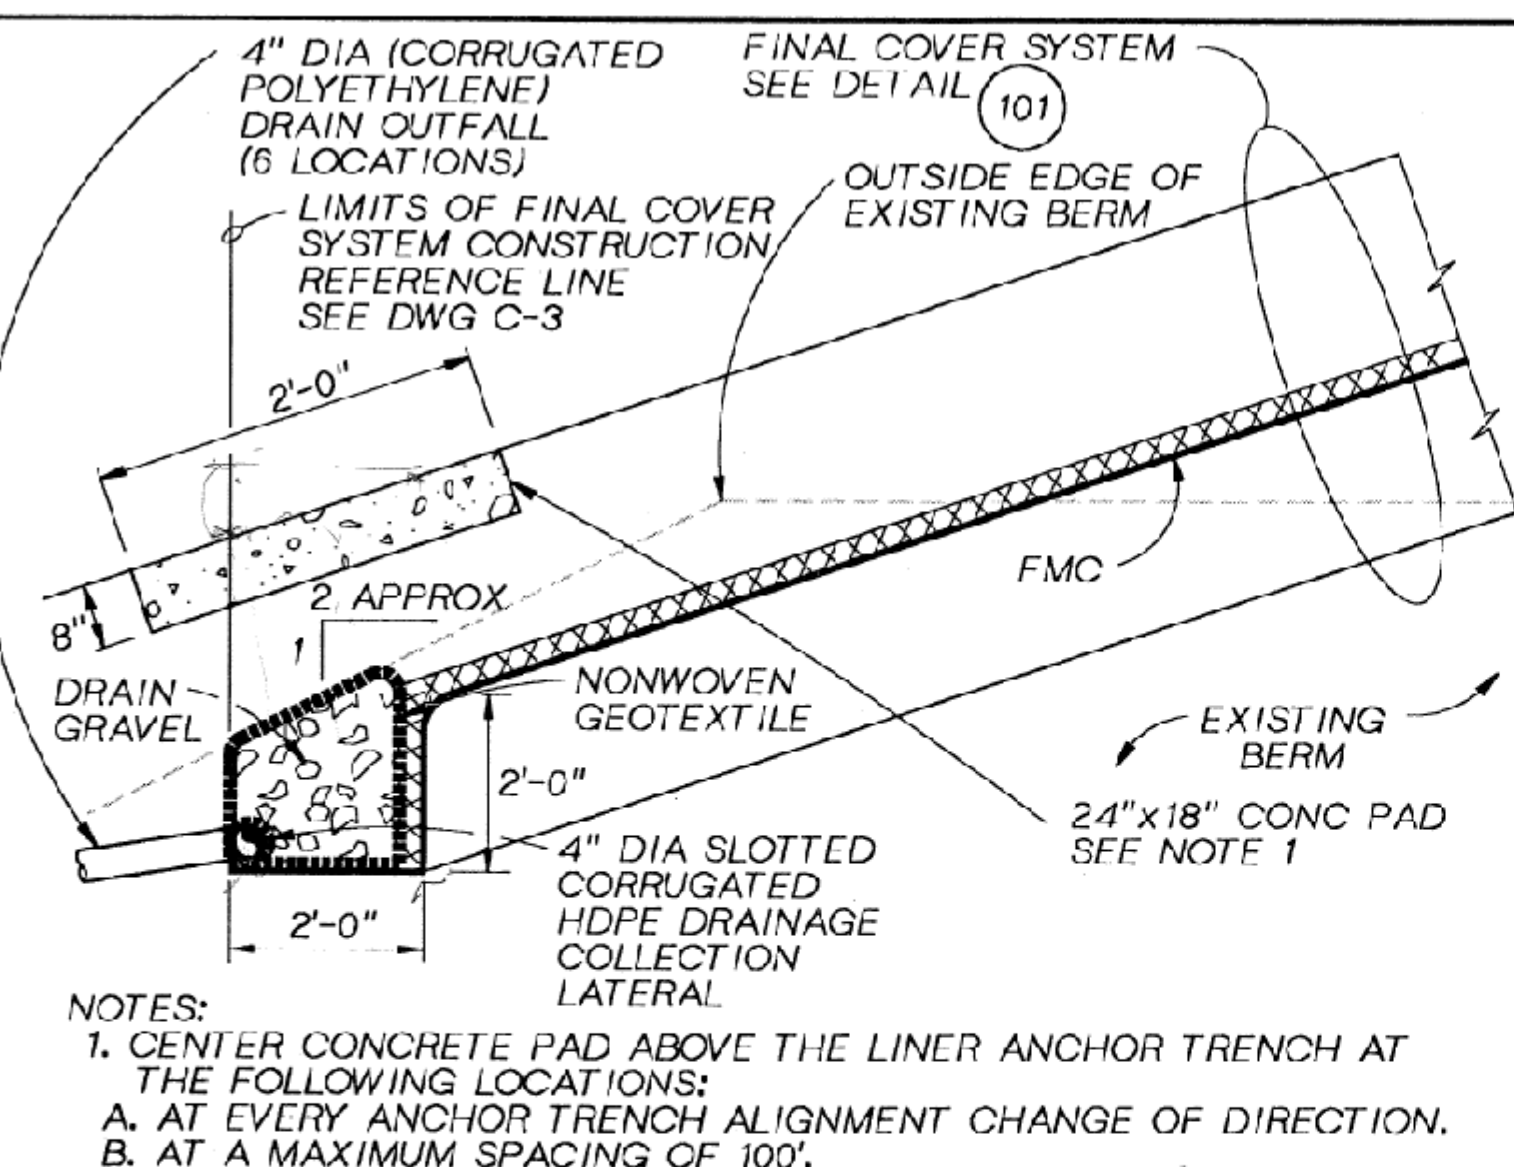 4" DIA (CORRUGATED
POLYETHYLENE)
DRAIN OUTFALL
(6 LOCATIONS)
FINAL COVER SYSTEM
SEE DETAIL 101
OUTSIDE EDGE OF
EXISTING BERM
LIMITS OF FINAL COVER
SYSTEM CONSTRUCTION
REFERENCE LINE
SEE DWG C-3
2'-0"
8"
2 APPROX
1
FMC
DRAIN
GRAVEL
NONWOVEN
GEOTEXTILE
EXISTING
BERM
2'-0"
24"x18" CONC PAD
SEE NOTE 1
4" DIA SLOTTED
CORRUGATED
HDPE DRAINAGE
COLLECTION
LATERAL
2'-0"
NOTES:
1. CENTER CONCRETE PAD ABOVE THE LINER ANCHOR TRENCH AT
THE FOLLOWING LOCATIONS:
A. AT EVERY ANCHOR TRENCH ALIGNMENT CHANGE OF DIRECTION.
B. AT A MAXIMUM SPACING OF 100'.